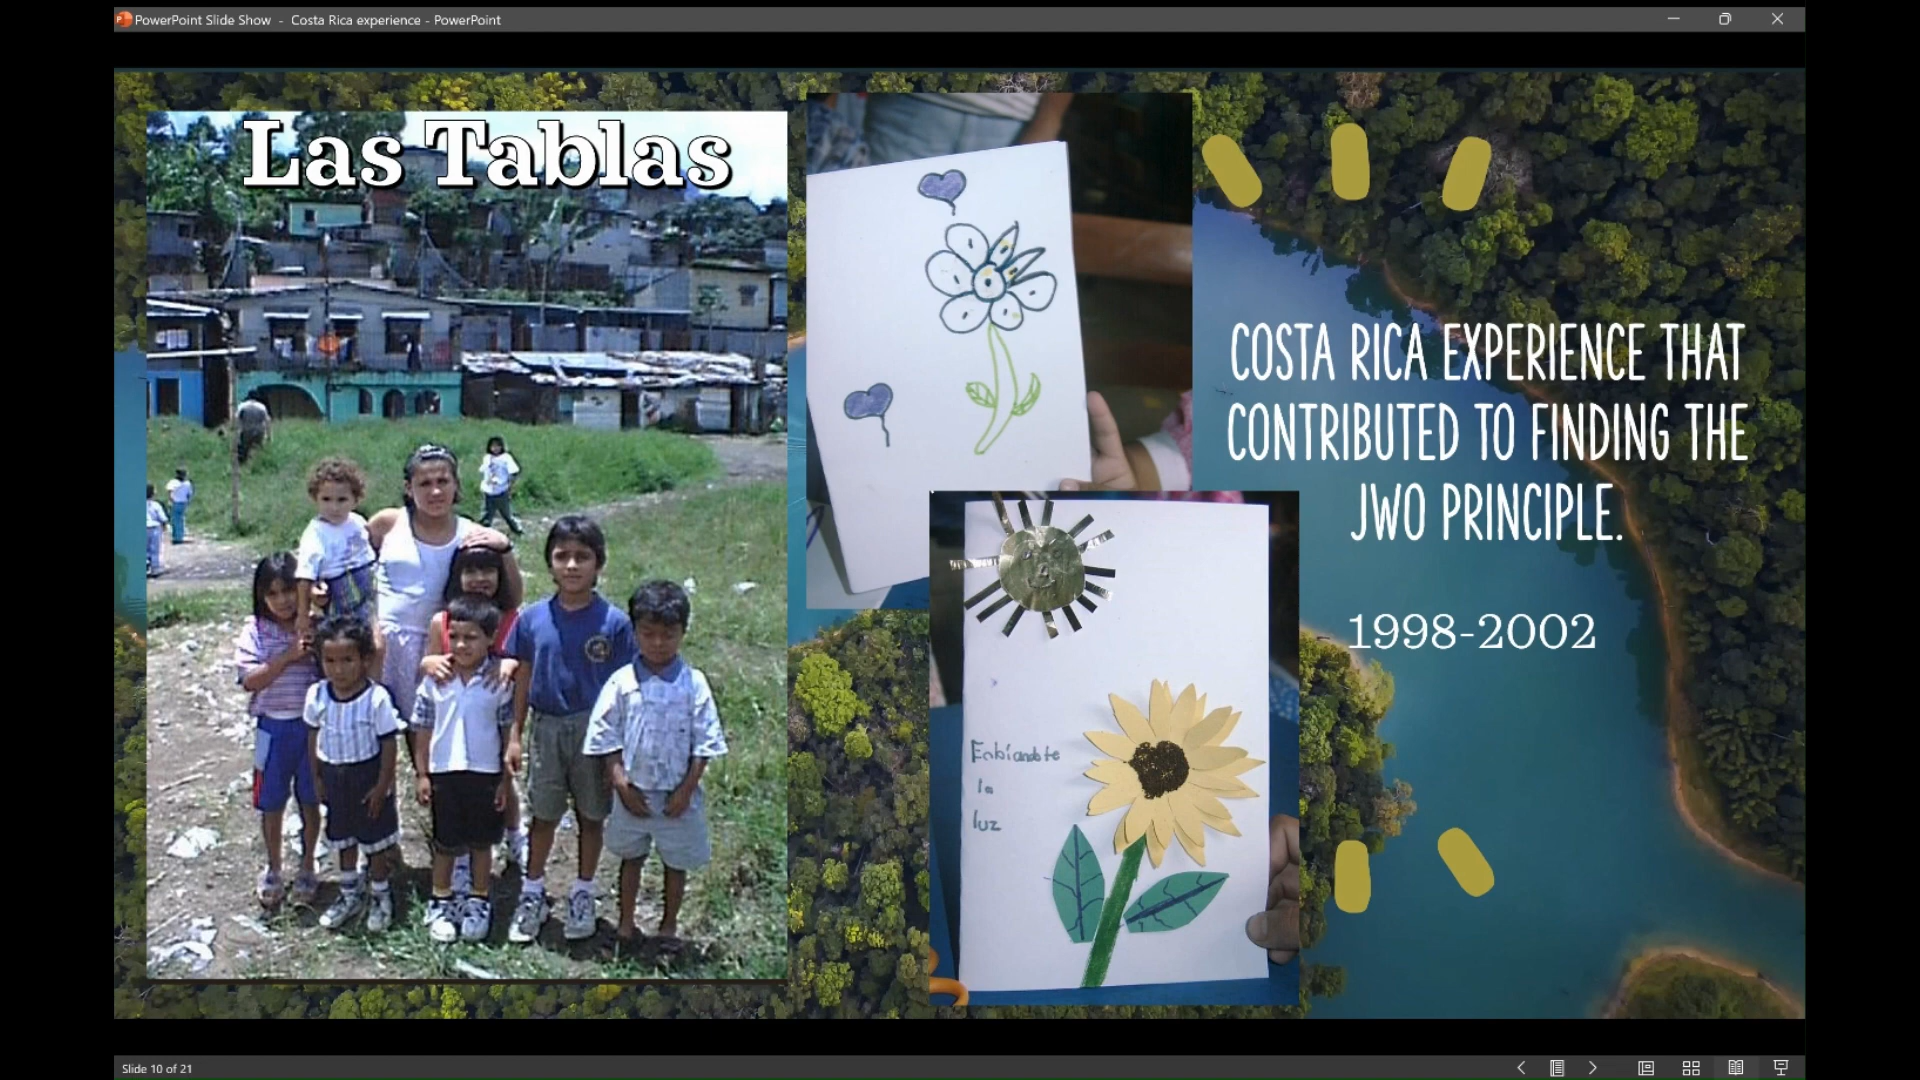 PowerPoint Slide Show - Costa Rica experience - PowerPoint
Las Tablas
COSTA RICA EXPERIENCE THAT
CONTRIBUTED TO FINDING THE
JWO PRINCIPLE.
1998-2002
Enbiandote
la
luz
Slide 10 of 21